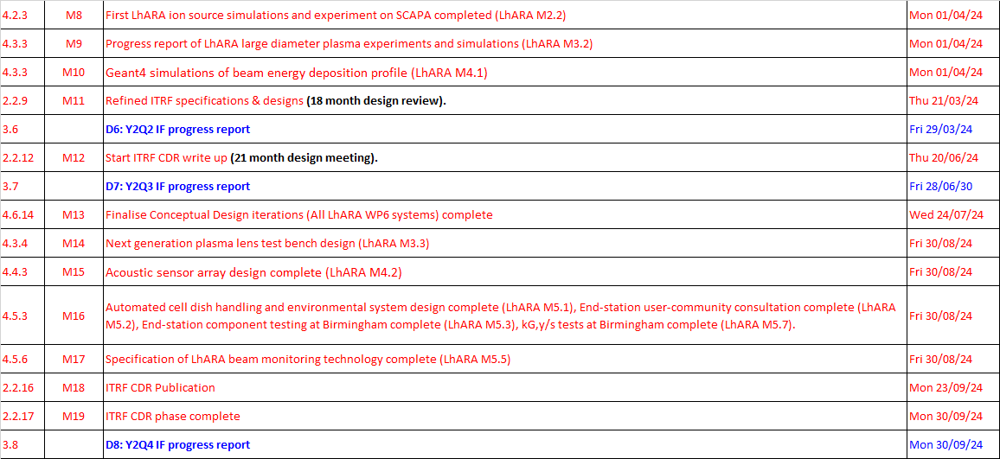 4.2.3 M8 First LhARA ion source simulations and experiment on SCAPA completed (LhARA M2.2) Mon 01/04/24
4.3.3 M9 Progress report of LhARA large diameter plasma experiments and simulations (LhARA M3.2) Mon 01/04/24
4.3.3 M10 Geant4 simulations of beam energy deposition profile (LhARA M4.1) Mon 01/04/24
2.2.9 M11 Refined ITRF specifications & designs (18 month design review). Thu 21/03/24
3.6 D6: Y2Q2 IF progress report Fri 29/03/24
2.2.12 M12 Start ITRF CDR write up (21 month design meeting). Thu 20/06/24
3.7 D7: Y2Q3 IF progress report Fri 28/06/30
4.6.14 M13 Finalise Conceptual Design iterations (All LhARA WP6 systems) complete Wed 24/07/24
4.3.4 M14 Next generation plasma lens test bench design (LhARA M3.3) Fri 30/08/24
4.4.3 M15 Acoustic sensor array design complete (LhARA M4.2) Fri 30/08/24
4.5.3 M16 Automated cell dish handling and environmental system design complete (LhARA M5.1), End-station user-community consultation complete (LhARA
M5.2), End-station component testing at Birmingham complete (LhARA M5.3), kG,y/s tests at Birmingham complete (LhARA M5.7). Fri 30/08/24
4.5.6 M17 Specification of LhARA beam monitoring technology complete (LhARA M5.5) Fri 30/08/24
2.2.16 M18 ITRF CDR Publication Mon 23/09/24
2.2.17 M19 ITRF CDR phase complete Mon 30/09/24
3.8 D8: Y2Q4 IF progress report Mon 30/09/24